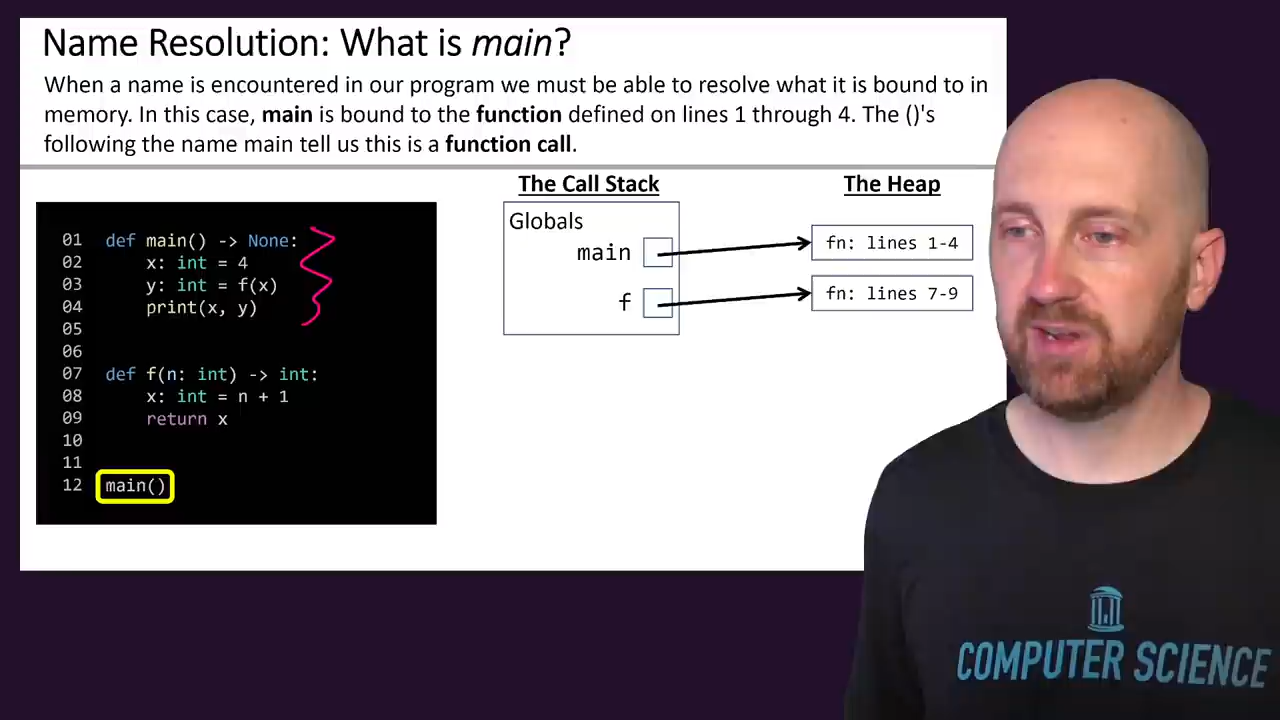 Name Resolution: What is main?
When a name is encountered in our program we must be able to resolve what it is bound to in
memory. In this case, main is bound to the function defined on lines 1 through 4. The ()'s
following the name main tell us this is a function call.
The Call Stack
The Heap
Globals
main
fn: lines 1-4
f
fn: lines 7-9
01 def main() -> None:
02     x: int = 4
03     y: int = f(x)
04     print(x, y)
05
06
07 def f(n: int) -> int:
08     x: int = n + 1
09     return x
10
11
12 main()
COMPUTER SCIENCE